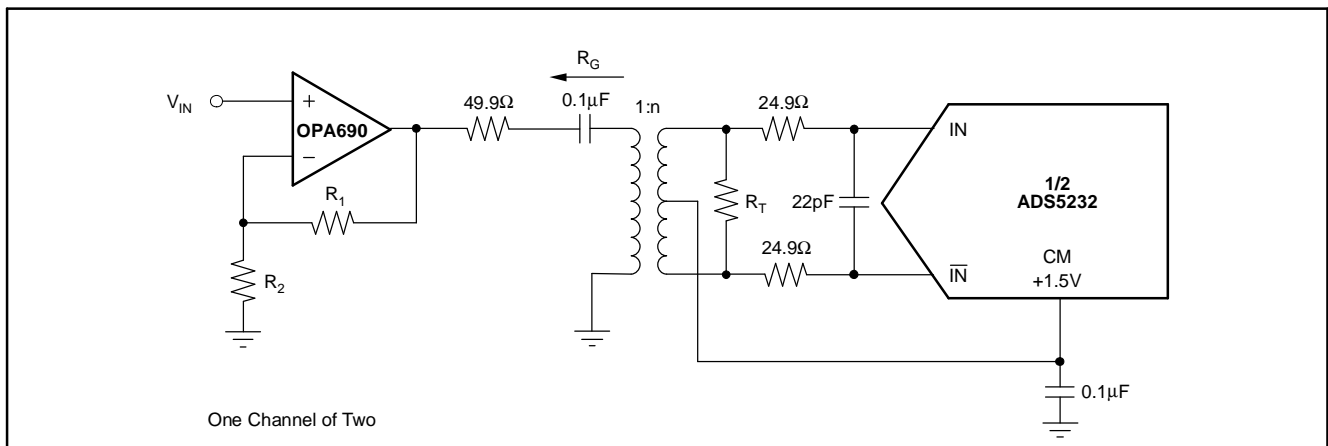 V_IN
+
OPA690
−
R_1
R_2
49.9Ω
R_G
0.1μF
1:n
R_T
24.9Ω
22pF
24.9Ω
IN
1/2
ADS5232
CM
+1.5V
I̅N̅
0.1μF
One Channel of Two